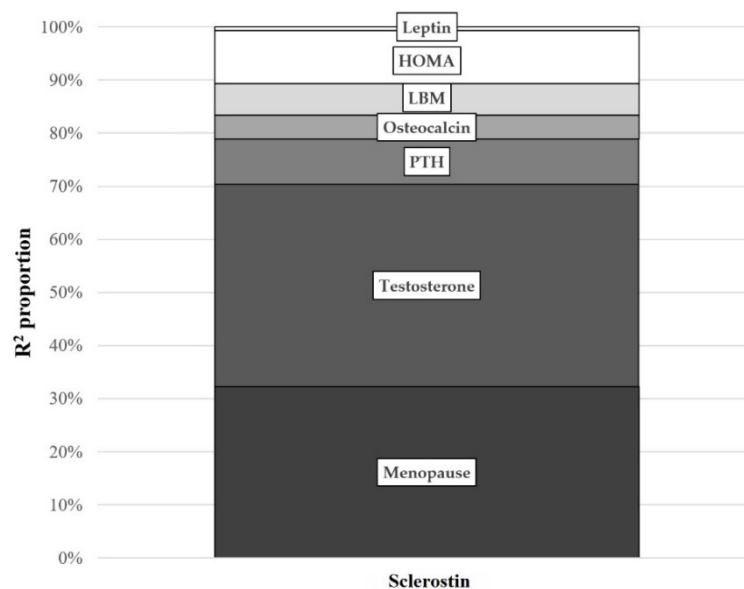 100%
90%
80%
70%
60%
50%
40%
30%
20%
10%
0%
R² proportion
Leptin
HOMA
LBM
Osteocalcin
PTH
Testosterone
Menopause
Sclerostin